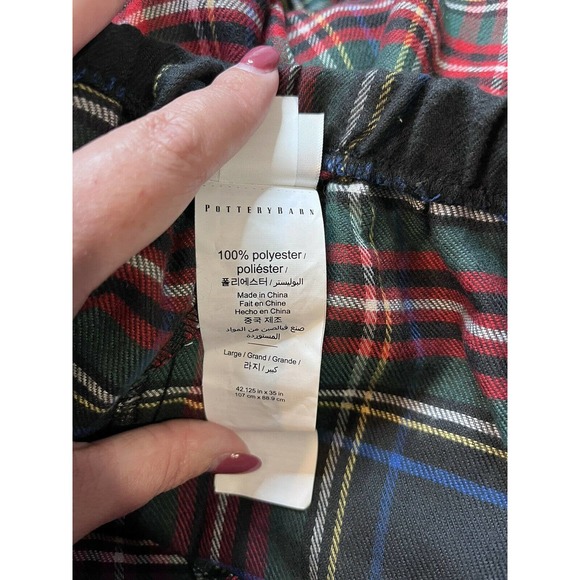 POTTERY BARN
100% polyester /
poliéster /
폴리에스터 / البوليستر /
Made in China
Fait en Chine
Hecho en China
중국 제조
صنع في الصين من المواد
المستوردة
Large / Grand / Grande /
라지 / كبير
42.125 in x 35 in
107 cm x 88.9 cm